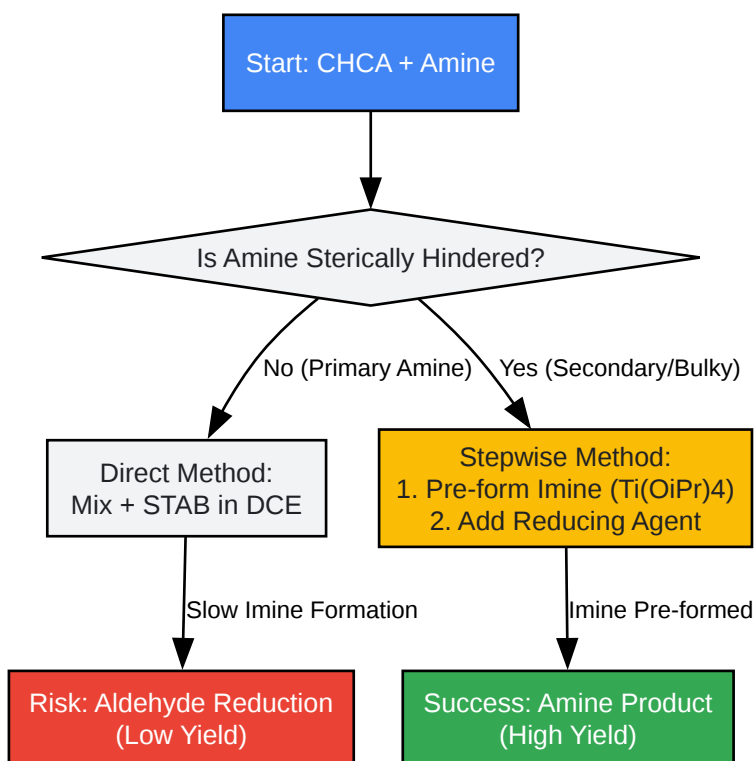 Start: CHCA + Amine
Is Amine Sterically Hindered?
No (Primary Amine)
Yes (Secondary/Bulky)
Direct Method:
Mix + STAB in DCE
Stepwise Method:
1. Pre-form Imine (Ti(OiPr)4)
2. Add Reducing Agent
Slow Imine Formation
Imine Pre-formed
Risk: Aldehyde Reduction
(Low Yield)
Success: Amine Product
(High Yield)